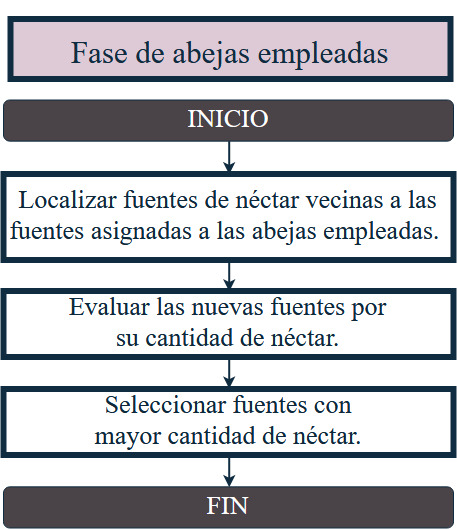 Fase de abejas empleadas
INICIO
Localizar fuentes de néctar vecinas a las
fuentes asignadas a las abejas empleadas.
Evaluar las nuevas fuentes por
su cantidad de néctar.
Seleccionar fuentes con
mayor cantidad de néctar.
FIN